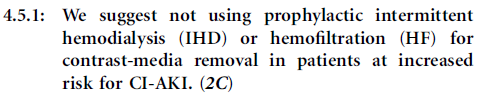 4.5.1: We suggest not using prophylactic intermittent
hemodialysis (IHD) or hemofiltration (HF) for
contrast-media removal in patients at increased
risk for CI-AKI. (2C)